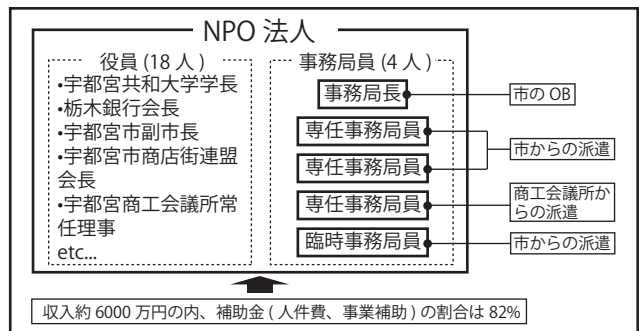 NPO 法人
役員 (18 人 )
•宇都宮共和大学学長
•栃木銀行会長
•宇都宮市副市長
•宇都宮市商店街連盟
会長
•宇都宮商工会議所常
任理事
etc...
事務局員 (4 人 )
事務局長
市の OB
専任事務局員
専任事務局員
市からの派遣
専任事務局員
商工会議所か
らの派遣
臨時事務局員
市からの派遣
収入約 6000 万円の内、補助金 ( 人件費、事業補助 ) の割合は 82%